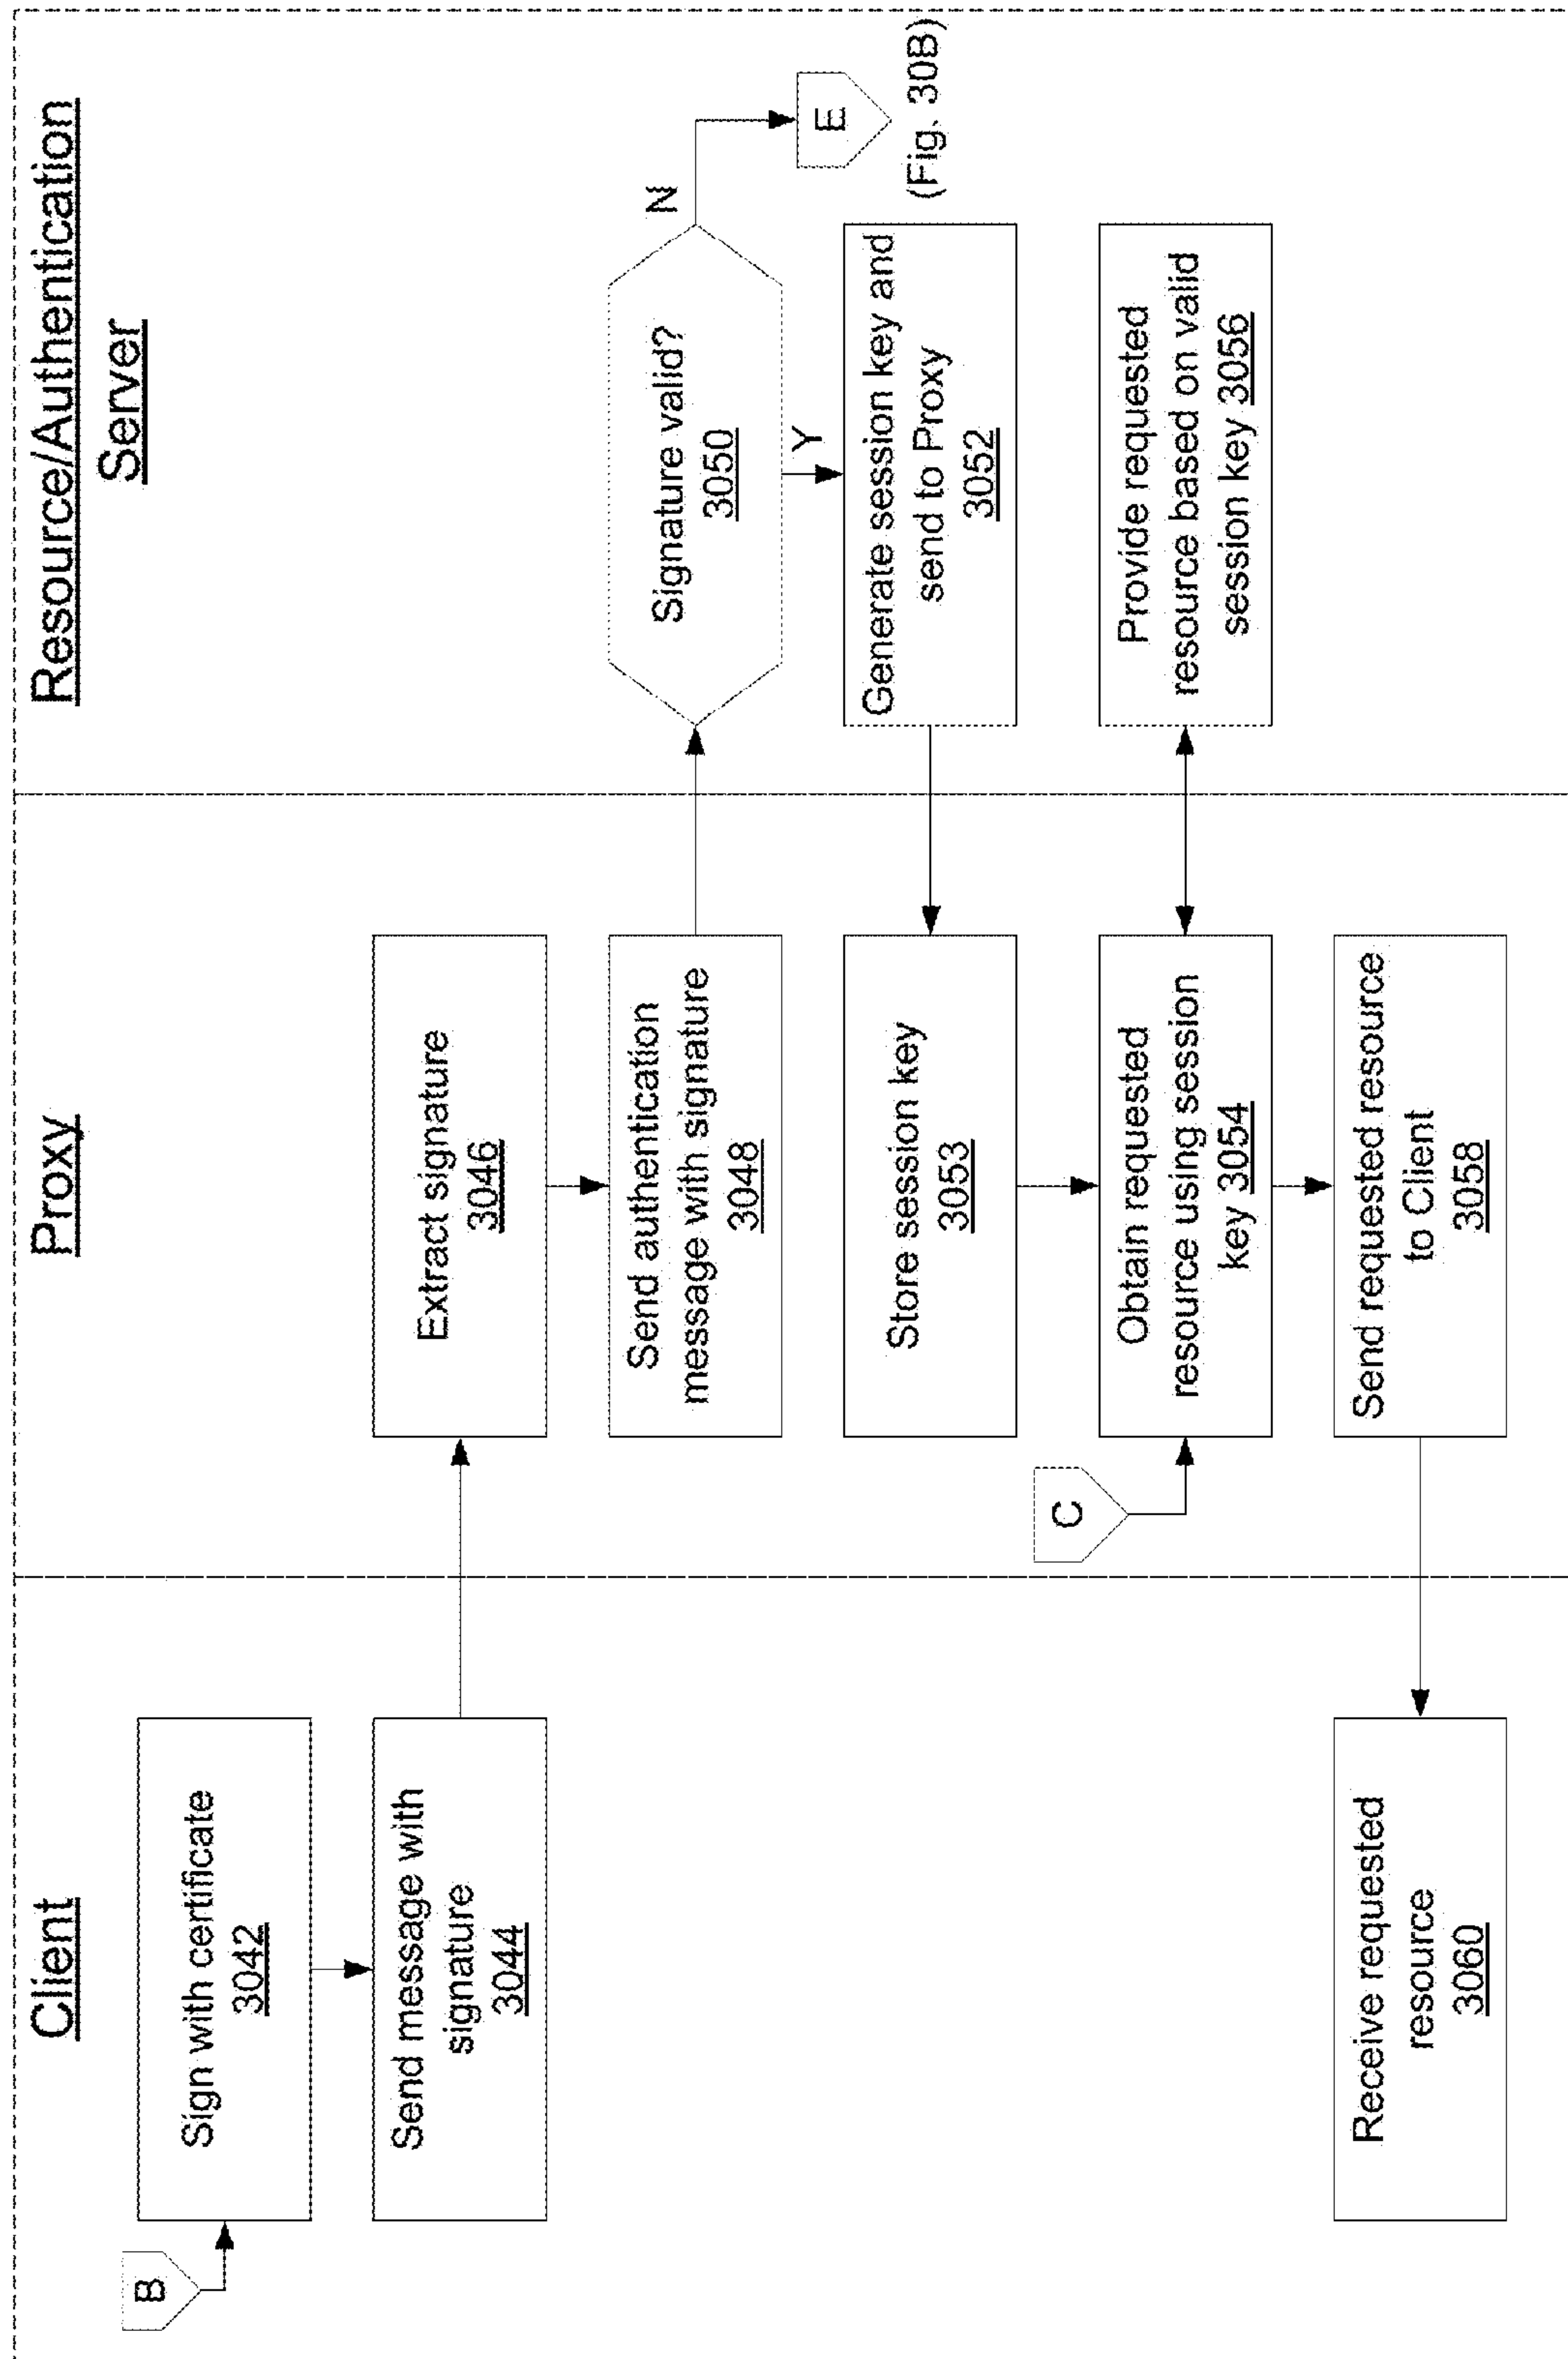 Client
Proxy
Resource/Authentication
Server
B
Sign with certificate
3042
Send message with
signature
3044
Extract signature
3046
Send authentication
message with signature
3048
Signature valid?
3050
N
E
(Fig. 30B)
Y
Generate session key and
send to Proxy
3052
Store session key
3053
C
Obtain requested
resource using session
key 3054
Provide requested
resource based on valid
session key 3056
Send requested resource
to Client
3058
Receive requested
resource
3060